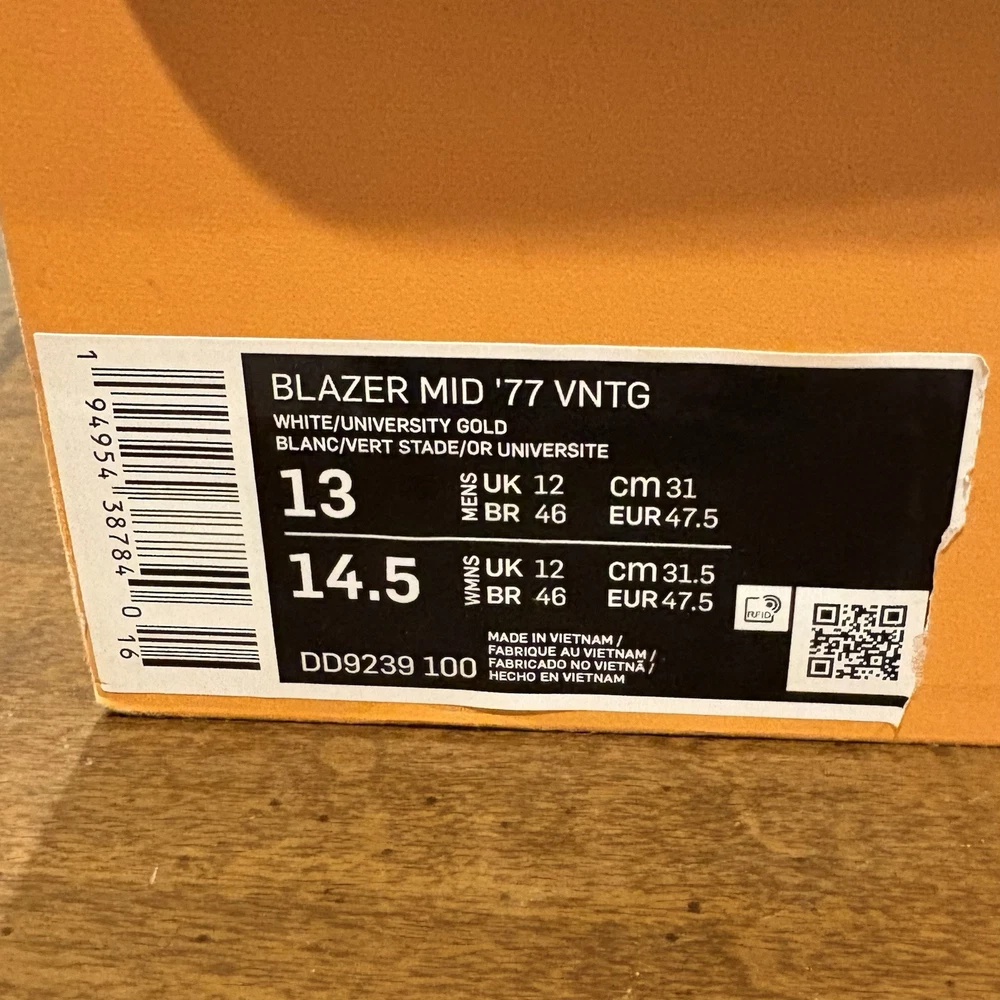 BLAZER MID '77 VNTG
WHITE/UNIVERSITY GOLD
BLANC/VERT STADE/OR UNIVERSITE
13 MENS UK 12 cm 31
BR 46 EUR 47.5
14.5 WMNS UK 12 cm 31.5
BR 46 EUR 47.5
RFID
DD9239 100
MADE IN VIETNAM /
FABRIQUE AU VIETNAM /
FABRICADO NO VIETNÃ /
HECHO EN VIETNAM
1 94954 38784 0 16